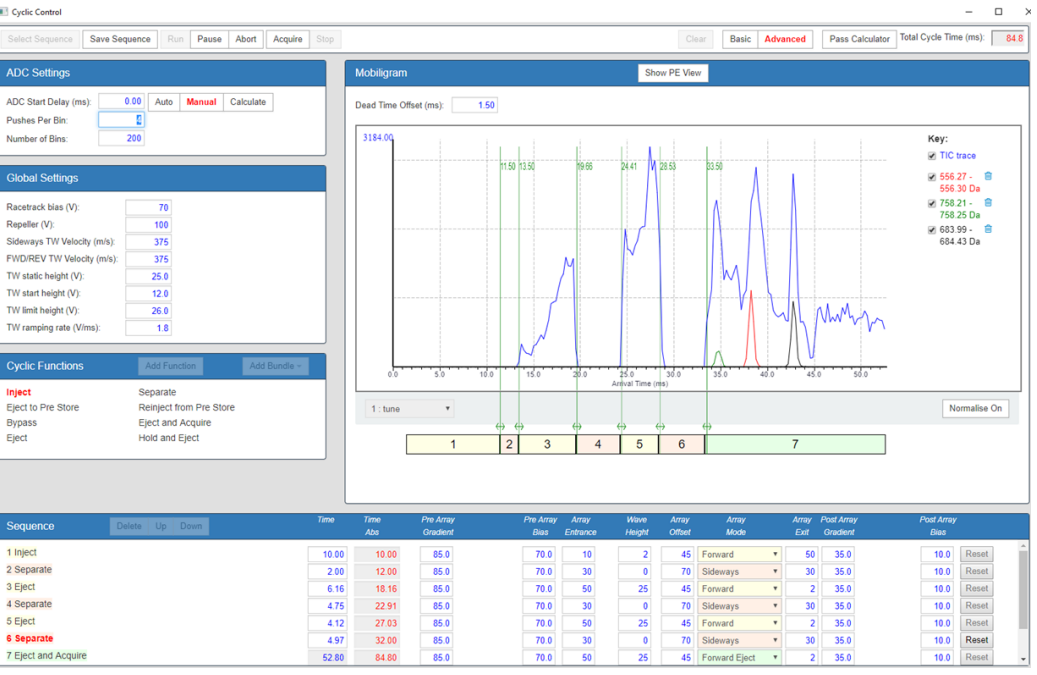 Cyclic Control
Select Sequence Save Sequence Run Pause Abort Acquire Stop Clear Basic Advanced Pass Calculator Total Cycle Time (ms): 84.8
ADC Settings
ADC Start Delay (ms): 0.00 Auto Manual Calculate
Pushes Per Bin: 4
Number of Bins: 200
Global Settings
Racetrack bias (V): 70
Repeller (V): 100
Sideways TW Velocity (m/s): 375
FWD/REV TW Velocity (m/s): 375
TW static height (V): 25.0
TW start height (V): 12.0
TW limit height (V): 26.0
TW ramping rate (V/ms): 1.8
Cyclic Functions Add Function Add Bundle
Inject Separate
Eject to Pre Store Reinject from Pre Store
Bypass Eject and Acquire
Eject Hold and Eject
Mobiligram Show PE View
Dead Time Offset (ms): 1.50
3184.00
11.50 13.50 19.66 24.41 28.53 33.50
Key:
TIC trace
556.27 -
556.30 Da
758.21 -
758.25 Da
683.99 -
684.43 Da
0.0 5.0 10.0 15.0 20.0 25.0 30.0 35.0 40.0 45.0 50.0
Arrival Time (ms)
1 : tune Normalise On
1 2 3 4 5 6 7
Sequence Delete Up Down
Time Time Abs Pre Array Gradient Pre Array Bias Array Entrance Wave Height Array Offset Array Mode Array Exit Post Array Gradient Post Array Bias
1 Inject 10.00 10.00 85.0 70.0 10 2 45 Forward 50 35.0 10.0 Reset
2 Separate 2.00 12.00 85.0 70.0 30 0 70 Sideways 30 35.0 10.0 Reset
3 Eject 6.16 18.16 85.0 70.0 50 25 45 Forward 2 35.0 10.0 Reset
4 Separate 4.75 22.91 85.0 70.0 30 0 70 Sideways 30 35.0 10.0 Reset
5 Eject 4.12 27.03 85.0 70.0 50 25 45 Forward 2 35.0 10.0 Reset
6 Separate 4.97 32.00 85.0 70.0 30 0 70 Sideways 30 35.0 10.0 Reset
7 Eject and Acquire 52.80 84.80 85.0 70.0 50 25 45 Forward Eject 2 35.0 10.0 Reset